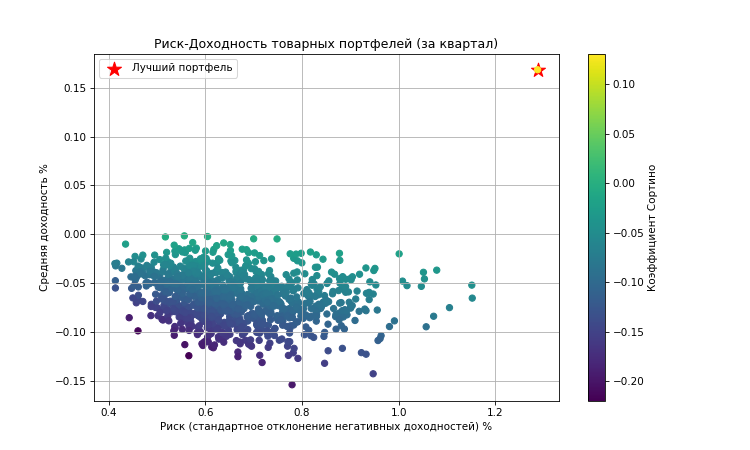 Риск-Доходность товарных портфелей (за квартал)
Лучший портфель
Средняя доходность %
0.15
0.10
0.05
0.00
−0.05
−0.10
−0.15
0.4 0.6 0.8 1.0 1.2
Риск (стандартное отклонение негативных доходностей) %
0.10
0.05
0.00
−0.05
−0.10
−0.15
−0.20
Коэффициент Сортино